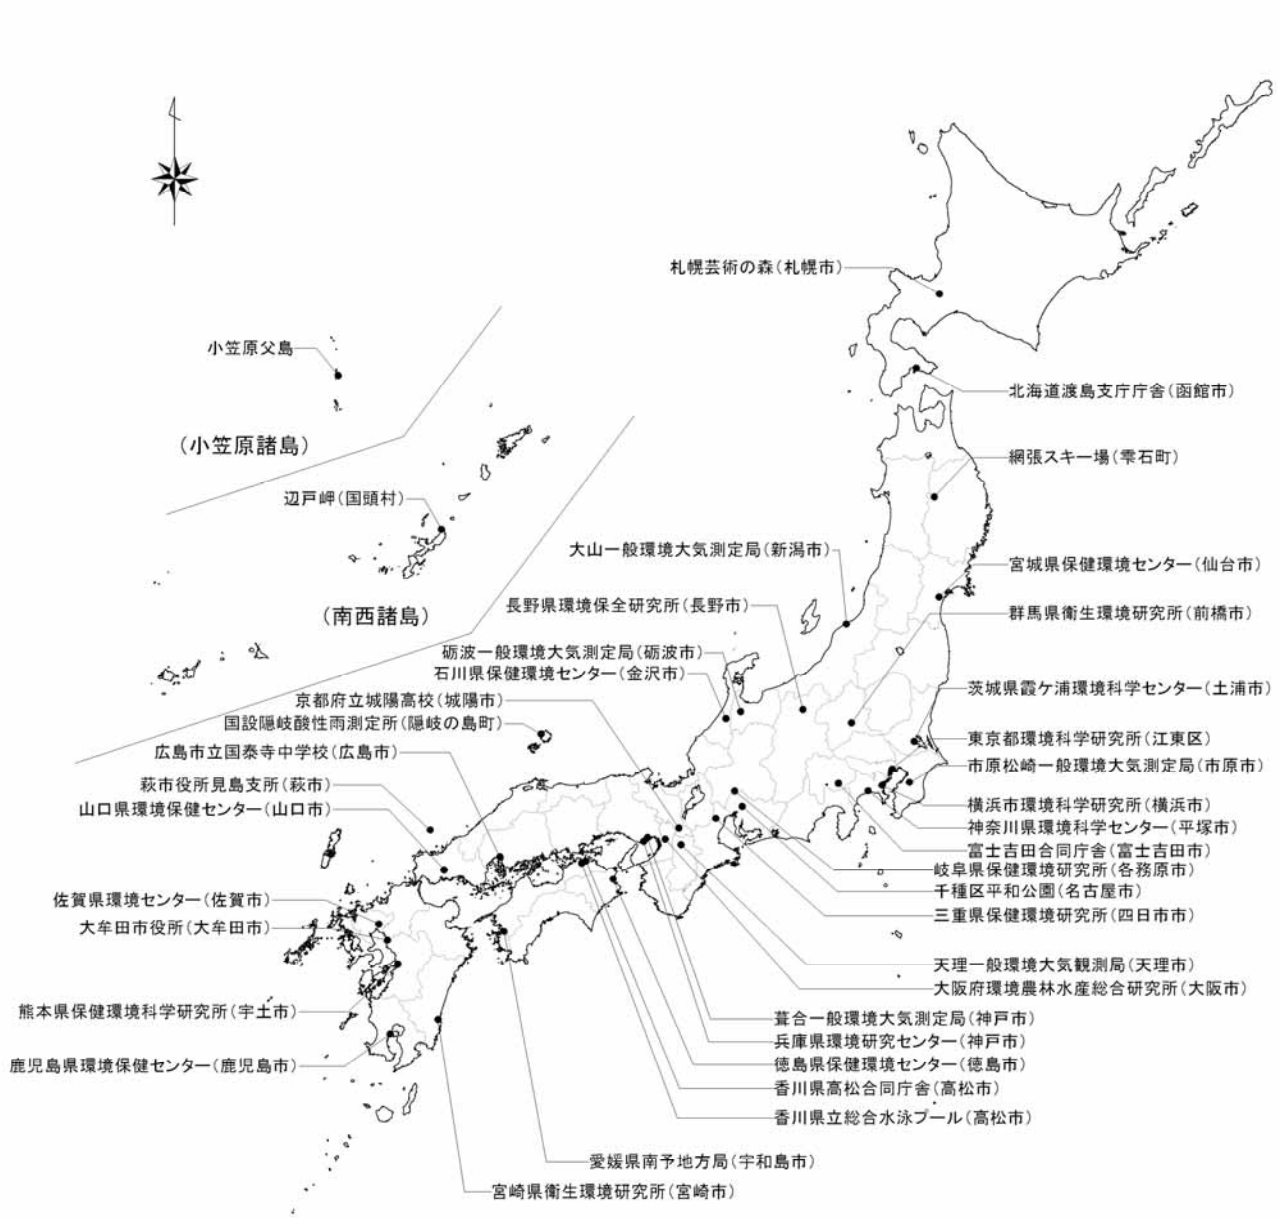 札幌芸術の森(札幌市)
小笠原父島
北海道渡島支庁庁舎(函館市)
(小笠原諸島)
網張スキー場(雫石町)
辺戸岬(国頭村)
大山一般環境大気測定局(新潟市)
宮城県保健環境センター(仙台市)
長野県環境保全研究所(長野市)
群馬県衛生環境研究所(前橋市)
(南西諸島)
砺波一般環境大気測定局(砺波市)
石川県保健環境センター(金沢市)
茨城県霞ケ浦環境科学センター(土浦市)
京都府立城陽高校(城陽市)
国設隠岐酸性雨測定所(隠岐の島町)
東京都環境科学研究所(江東区)
広島市立国泰寺中学校(広島市)
市原松崎一般環境大気測定局(市原市)
萩市役所見島支所(萩市)
横浜市環境科学研究所(横浜市)
山口県環境保健センター(山口市)
神奈川県環境科学センター(平塚市)
富士吉田合同庁舎(富士吉田市)
岐阜県保健環境研究所(各務原市)
千種区平和公園(名古屋市)
佐賀県環境センター(佐賀市)
三重県保健環境研究所(四日市市)
大牟田市役所(大牟田市)
天理一般環境大気観測局(天理市)
大阪府環境農林水産総合研究所(大阪市)
熊本県保健環境科学研究所(宇土市)
葺合一般環境大気測定局(神戸市)
兵庫県環境研究センター(神戸市)
鹿児島県環境保健センター(鹿児島市)
徳島県保健環境センター(徳島市)
香川県高松合同庁舎(高松市)
香川県立総合水泳プール(高松市)
愛媛県南予地方局(宇和島市)
宮崎県衛生環境研究所(宮崎市)